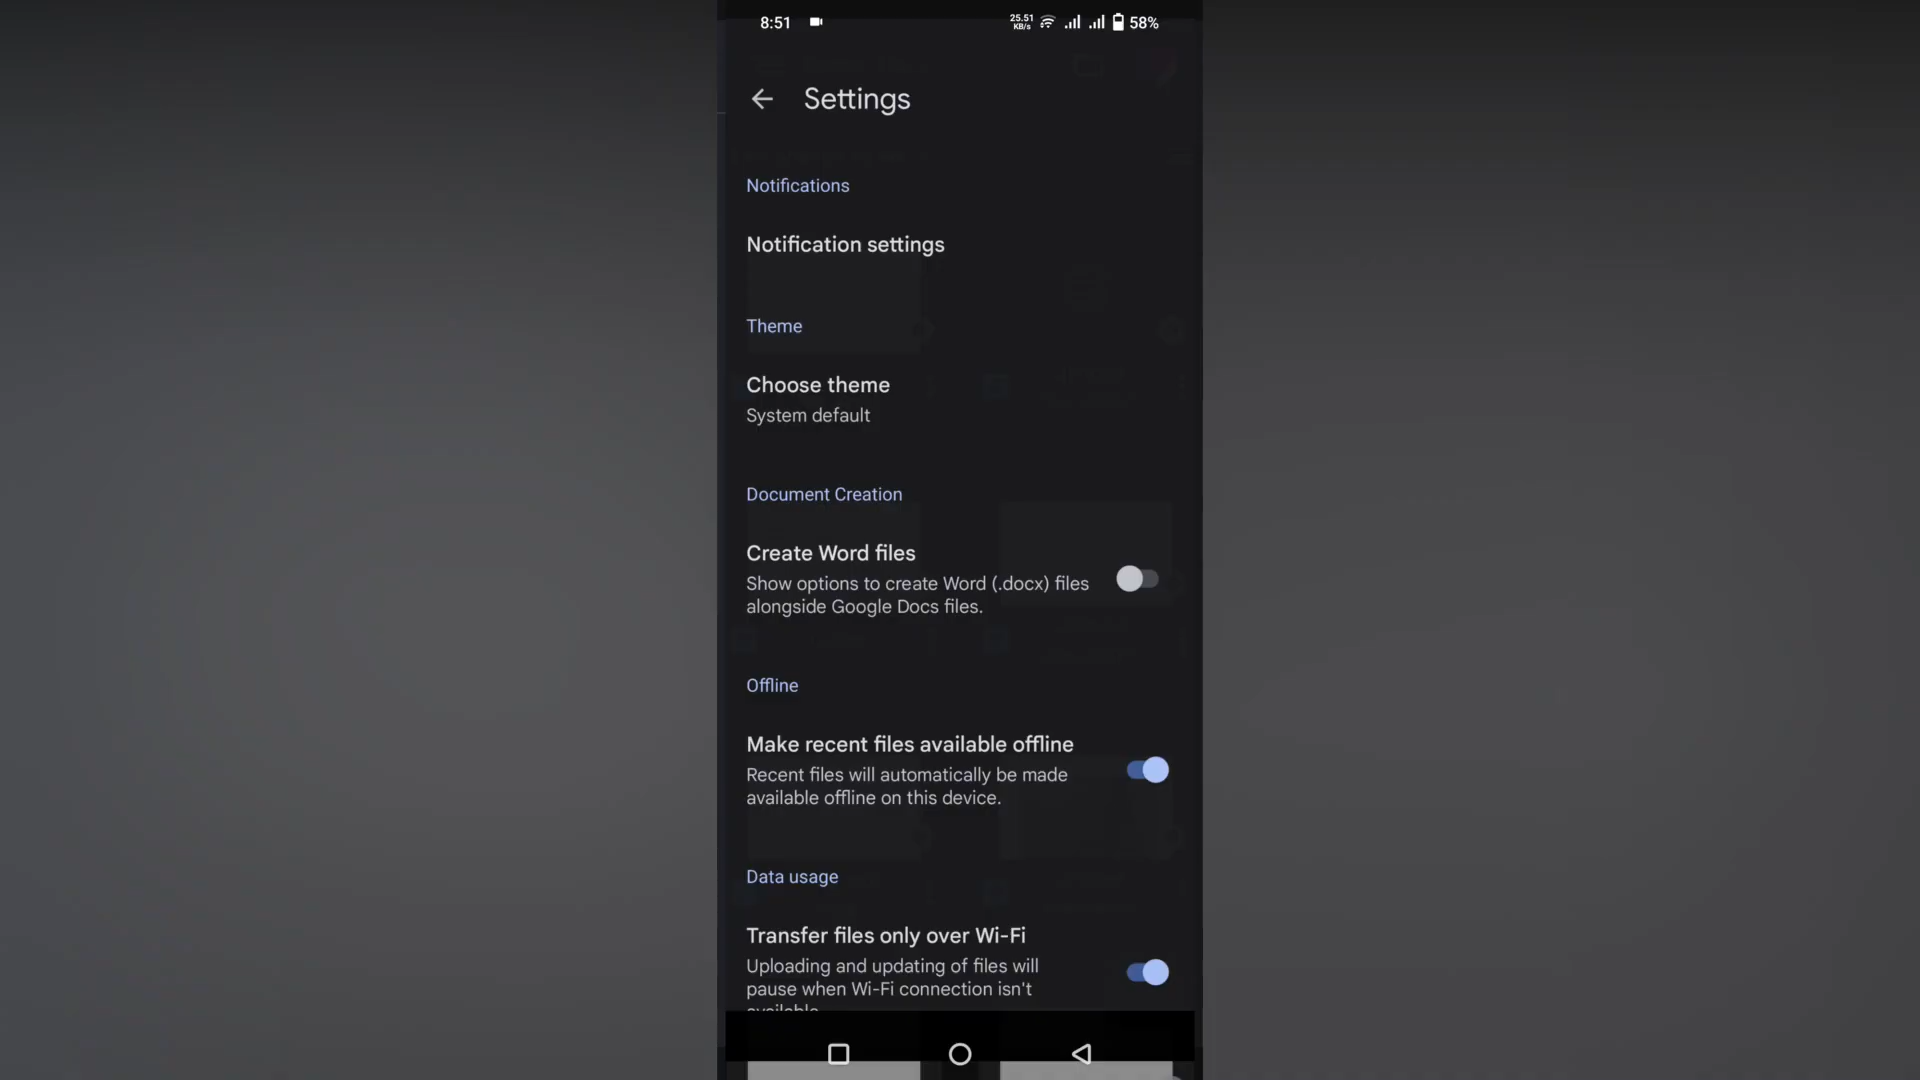 8:51 25.51 KB/s 58%
Settings
Notifications
Notification settings
Theme
Choose theme
System default
Document Creation
Create Word files
Show options to create Word (.docx) files
alongside Google Docs files.
Offline
Make recent files available offline
Recent files will automatically be made
available offline on this device.
Data usage
Transfer files only over Wi-Fi
Uploading and updating of files will
pause when Wi-Fi connection isn't
available.